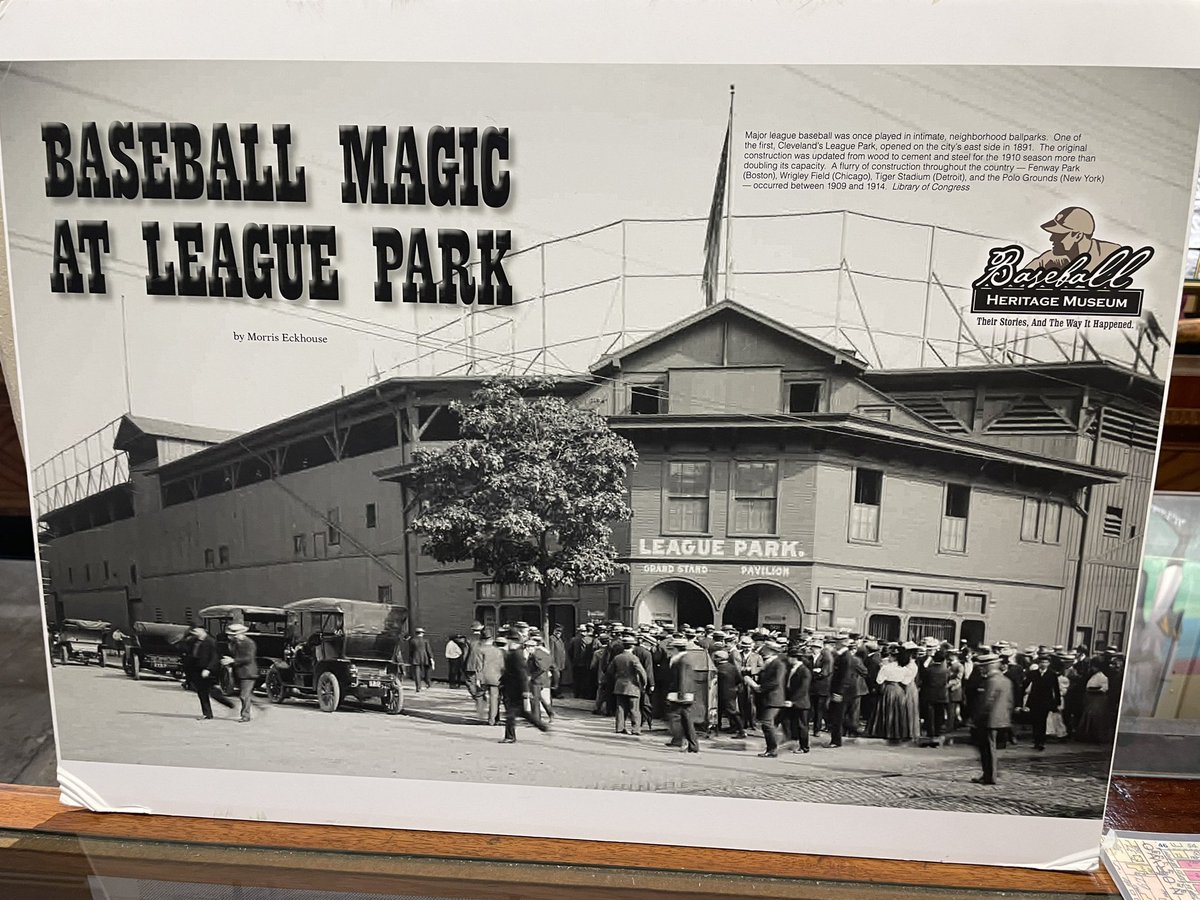 BASEBALL MAGIC
AT LEAGUE PARK
by Morris Eckhouse
Major league baseball was once played in intimate, neighborhood ballparks. One of
the first, Cleveland's League Park, opened on the city's east side in 1891. The original
construction was updated from wood to cement and steel for the 1910 season more than
doubling its capacity. A flurry of construction throughout the country — Fenway Park
(Boston), Wrigley Field (Chicago), Tiger Stadium (Detroit), and the Polo Grounds (New York)
— occurred between 1909 and 1914. Library of Congress
Baseball
HERITAGE MUSEUM
Their Stories, And The Way It Happened.
LEAGUE PARK.
GRAND STAND PAVILION